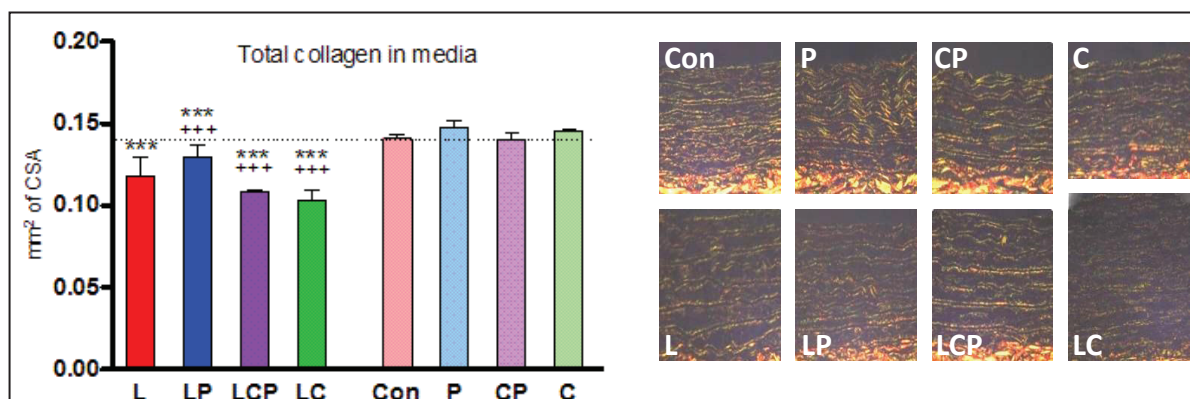 Total collagen in media
mm² of CSA
0.20
0.15
0.10
0.05
0.00
***
***
+++
***
+++
***
+++
L LP LCP LC Con P CP C
Con P CP C
L LP LCP LC